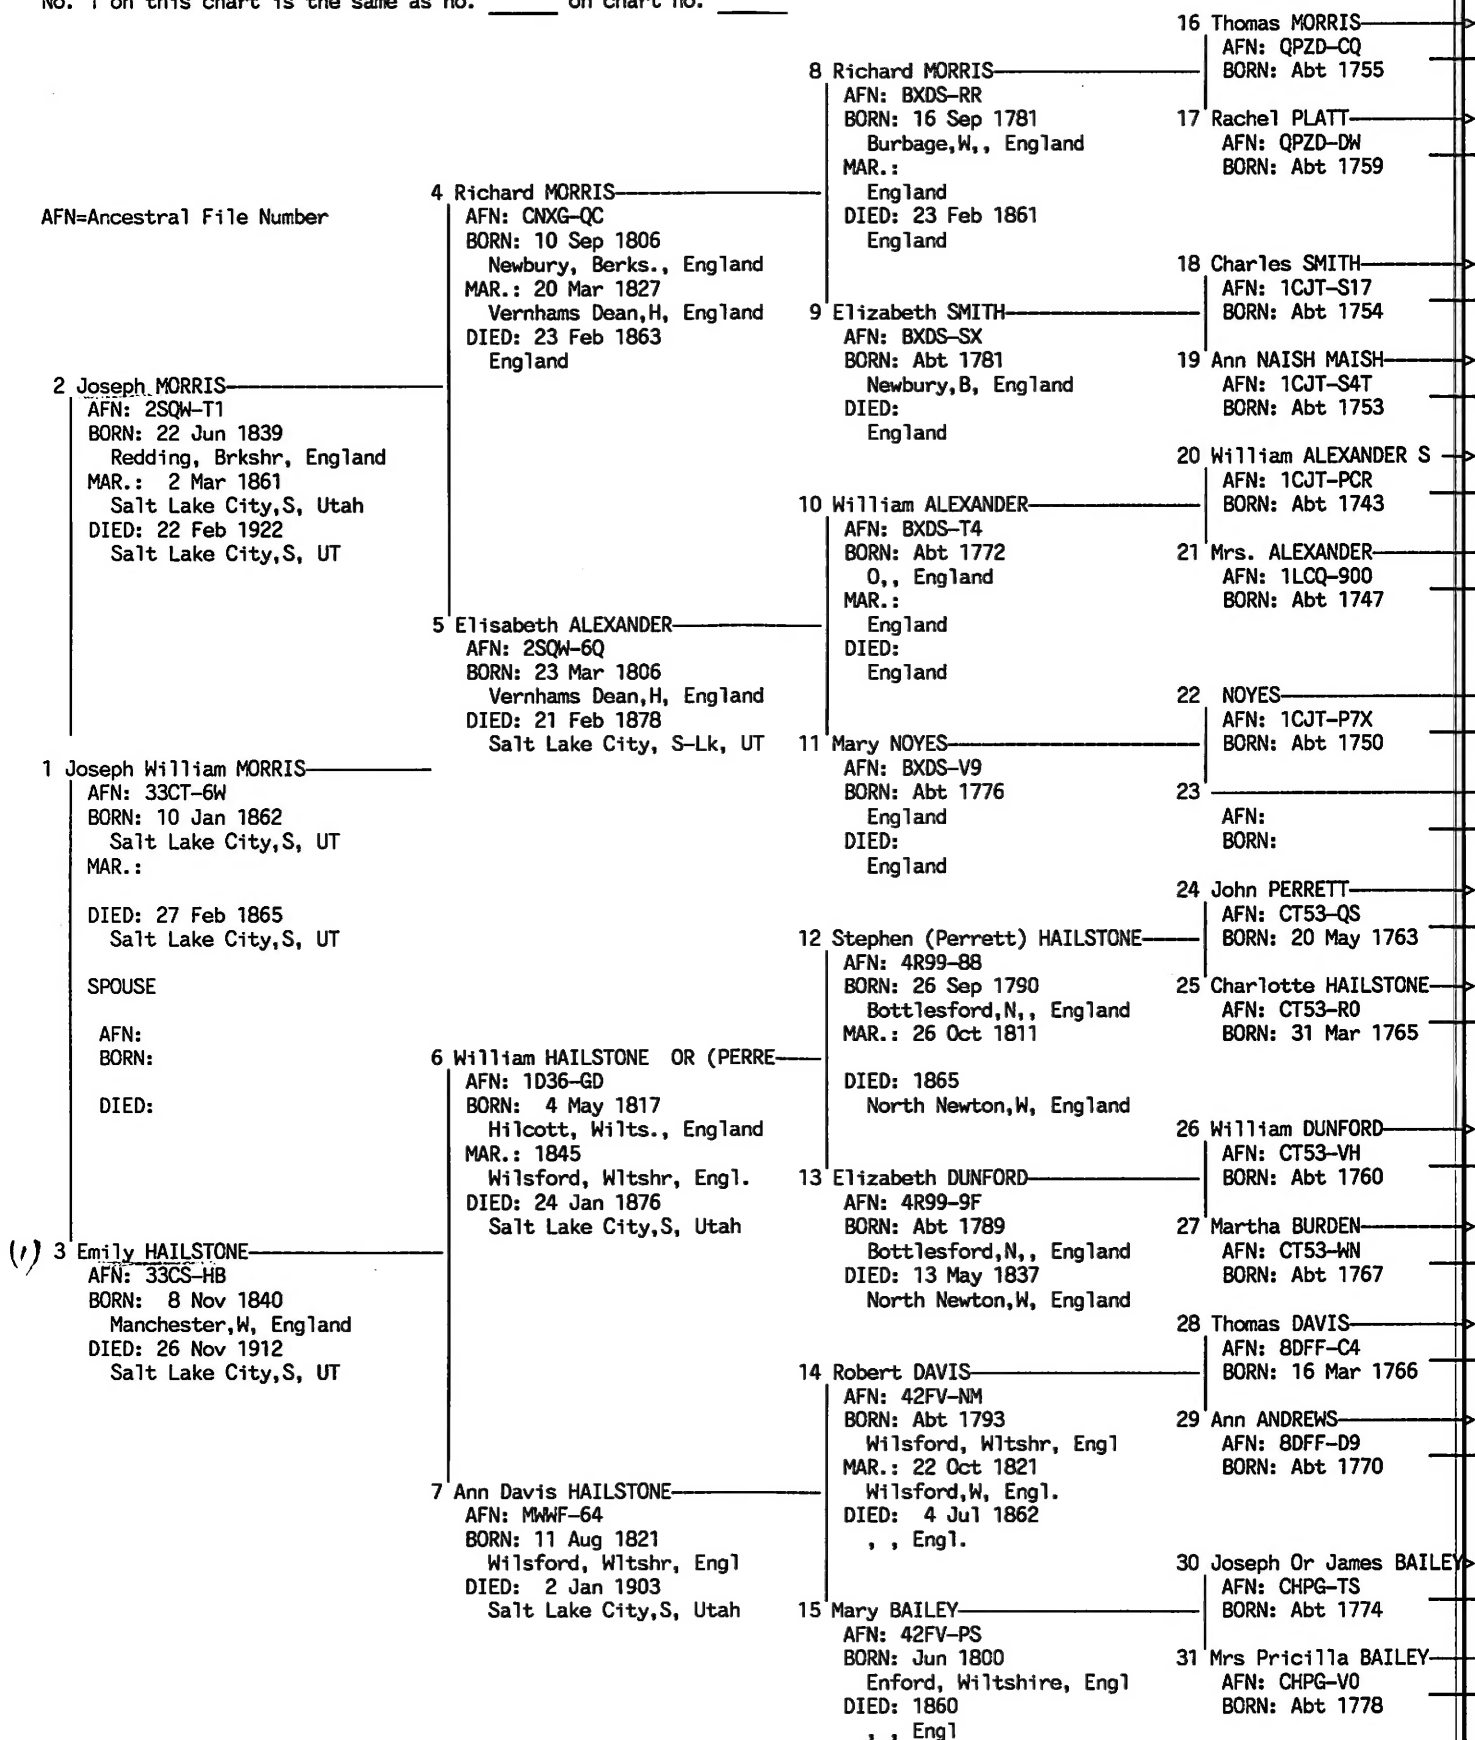 No. 1 on this chart is the same as no. ______ on chart no. ______
16 Thomas MORRIS
AFN: QPZD-CQ
BORN: Abt 1755
8 Richard MORRIS
AFN: BXDS-RR
BORN: 16 Sep 1781
Burbage,W,, England
MAR.:
England
DIED: 23 Feb 1861
England
17 Rachel PLATT
AFN: QPZD-DW
BORN: Abt 1759
4 Richard MORRIS
AFN: CNXG-QC
BORN: 10 Sep 1806
Newbury, Berks., England
MAR.: 20 Mar 1827
Vernhams Dean,H, England
DIED: 23 Feb 1863
England
AFN=Ancestral File Number
18 Charles SMITH
AFN: 1CJT-S17
BORN: Abt 1754
9 Elizabeth SMITH
AFN: BXDS-SX
BORN: Abt 1781
Newbury,B, England
DIED:
England
19 Ann NAISH MAISH
AFN: 1CJT-S4T
BORN: Abt 1753
2 Joseph MORRIS
AFN: 2SQW-T1
BORN: 22 Jun 1839
Redding, Brkshr, England
MAR.: 2 Mar 1861
Salt Lake City,S, Utah
DIED: 22 Feb 1922
Salt Lake City,S, UT
20 William ALEXANDER S
AFN: 1CJT-PCR
BORN: Abt 1743
10 William ALEXANDER
AFN: BXDS-T4
BORN: Abt 1772
O,, England
MAR.:
England
DIED:
England
21 Mrs. ALEXANDER
AFN: 1LCQ-900
BORN: Abt 1747
5 Elisabeth ALEXANDER
AFN: 2SQW-6Q
BORN: 23 Mar 1806
Vernhams Dean,H, England
DIED: 21 Feb 1878
Salt Lake City, S-Lk, UT
22 NOYES
AFN: 1CJT-P7X
BORN: Abt 1750
11 Mary NOYES
AFN: BXDS-V9
BORN: Abt 1776
England
DIED:
England
23
AFN:
BORN:
1 Joseph William MORRIS
AFN: 33CT-6W
BORN: 10 Jan 1862
Salt Lake City,S, UT
MAR.:
DIED: 27 Feb 1865
Salt Lake City,S, UT
SPOUSE
AFN:
BORN:
DIED:
24 John PERRETT
AFN: CT53-QS
BORN: 20 May 1763
12 Stephen (Perrett) HAILSTONE
AFN: 4R99-88
BORN: 26 Sep 1790
Bottlesford,N,, England
MAR.: 26 Oct 1811
DIED: 1865
North Newton,W, England
25 Charlotte HAILSTONE
AFN: CT53-R0
BORN: 31 Mar 1765
6 William HAILSTONE OR (PERRE
AFN: 1D36-GD
BORN: 4 May 1817
Hilcott, Wilts., England
MAR.: 1845
Wilsford, Wltshr, Engl.
DIED: 24 Jan 1876
Salt Lake City,S, Utah
26 William DUNFORD
AFN: CT53-VH
BORN: Abt 1760
13 Elizabeth DUNFORD
AFN: 4R99-9F
BORN: Abt 1789
Bottlesford,N,, England
DIED: 13 May 1837
North Newton,W, England
27 Martha BURDEN
AFN: CT53-WN
BORN: Abt 1767
(1) 3 Emily HAILSTONE
AFN: 33CS-HB
BORN: 8 Nov 1840
Manchester,W, England
DIED: 26 Nov 1912
Salt Lake City,S, UT
28 Thomas DAVIS
AFN: 8DFF-C4
BORN: 16 Mar 1766
14 Robert DAVIS
AFN: 42FV-NM
BORN: Abt 1793
Wilsford, Wltshr, Engl
MAR.: 22 Oct 1821
Wilsford,W, Engl.
DIED: 4 Jul 1862
, , Engl.
29 Ann ANDREWS
AFN: 8DFF-D9
BORN: Abt 1770
7 Ann Davis HAILSTONE
AFN: MWWF-64
BORN: 11 Aug 1821
Wilsford, Wltshr, Engl
DIED: 2 Jan 1903
Salt Lake City,S, Utah
30 Joseph Or James BAILEY
AFN: CHPG-TS
BORN: Abt 1774
15 Mary BAILEY
AFN: 42FV-PS
BORN: Jun 1800
Enford, Wiltshire, Engl
DIED: 1860
, , Engl
31 Mrs Pricilla BAILEY
AFN: CHPG-V0
BORN: Abt 1778